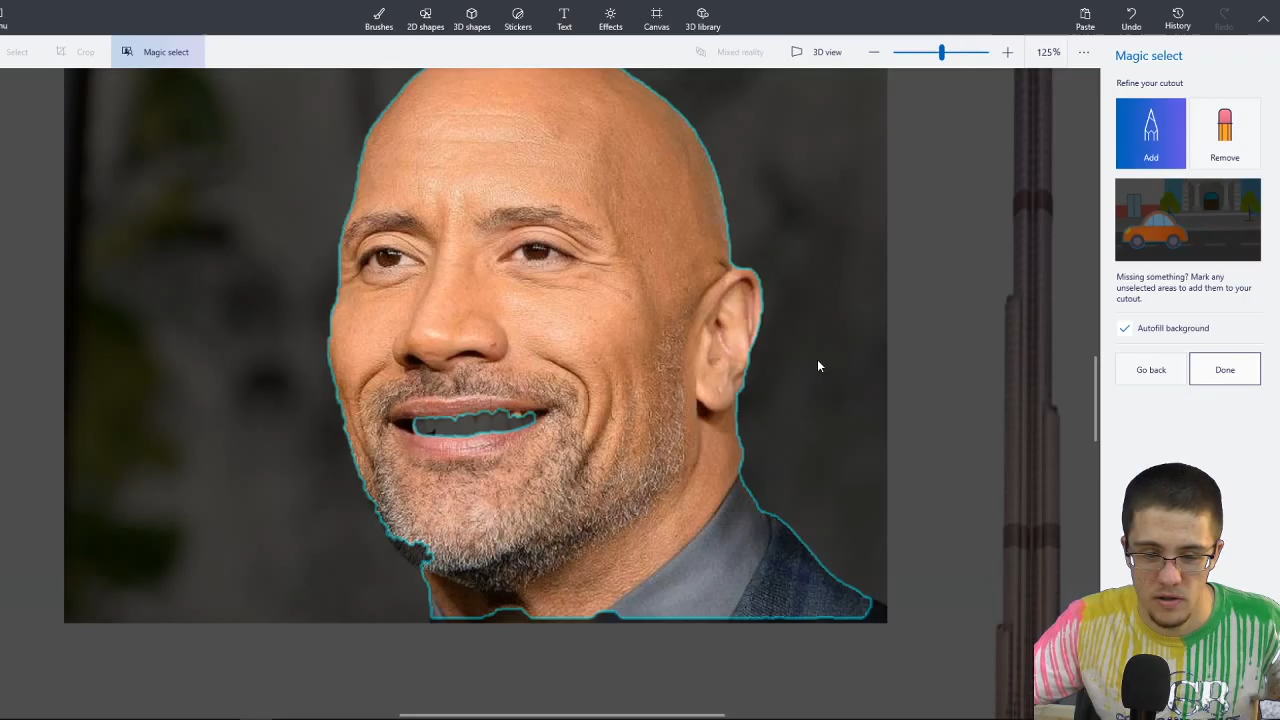 nu
Brushes
2D shapes
3D shapes
Stickers
Text
Effects
Canvas
3D library
Paste
Undo
History
Redo
Select
Crop
Magic select
Mixed reality
3D view
125%
Magic select
Refine your cutout
Add
Remove
Missing something? Mark any
unselected areas to add them to your
cutout.
Autofill background
Go back
Done